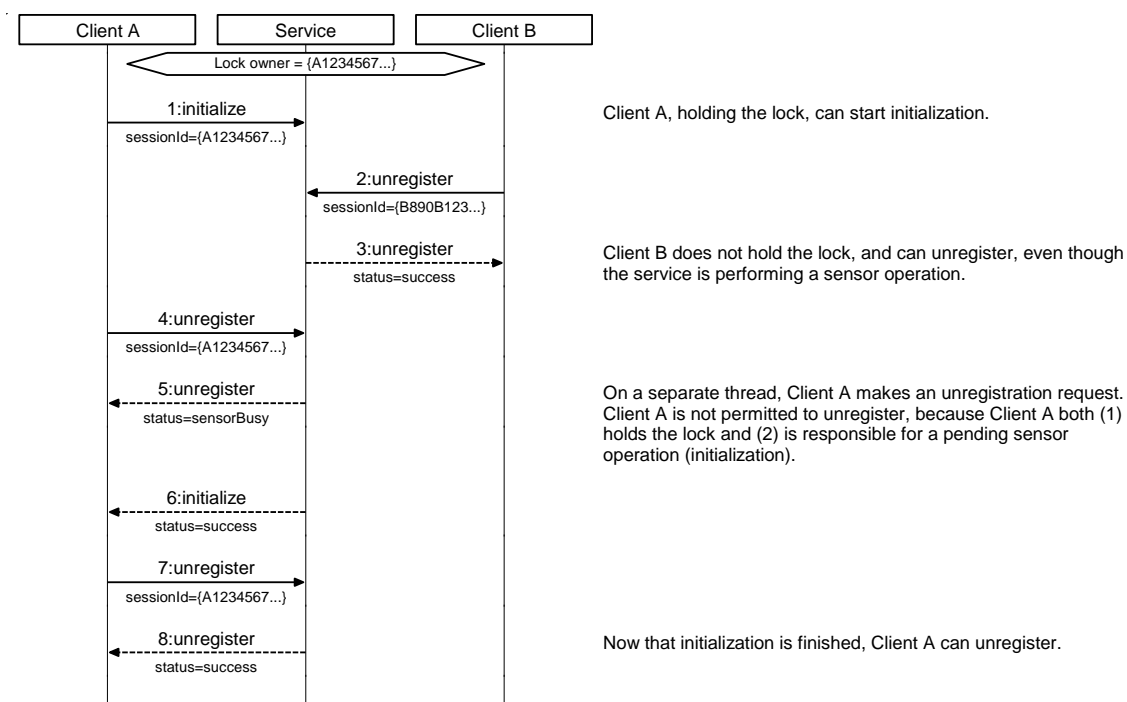 Client A
Service
Client B
Lock owner = {A1234567...}
1:initialize
sessionId={A1234567...}
Client A, holding the lock, can start initialization.
2:unregister
sessionId={B890B123...}
3:unregister
status=success
Client B does not hold the lock, and can unregister, even though
the service is performing a sensor operation.
4:unregister
sessionId={A1234567...}
5:unregister
status=sensorBusy
On a separate thread, Client A makes an unregistration request.
Client A is not permitted to unregister, because Client A both (1)
holds the lock and (2) is responsible for a pending sensor
operation (initialization).
6:initialize
status=success
7:unregister
sessionId={A1234567...}
8:unregister
status=success
Now that initialization is finished, Client A can unregister.